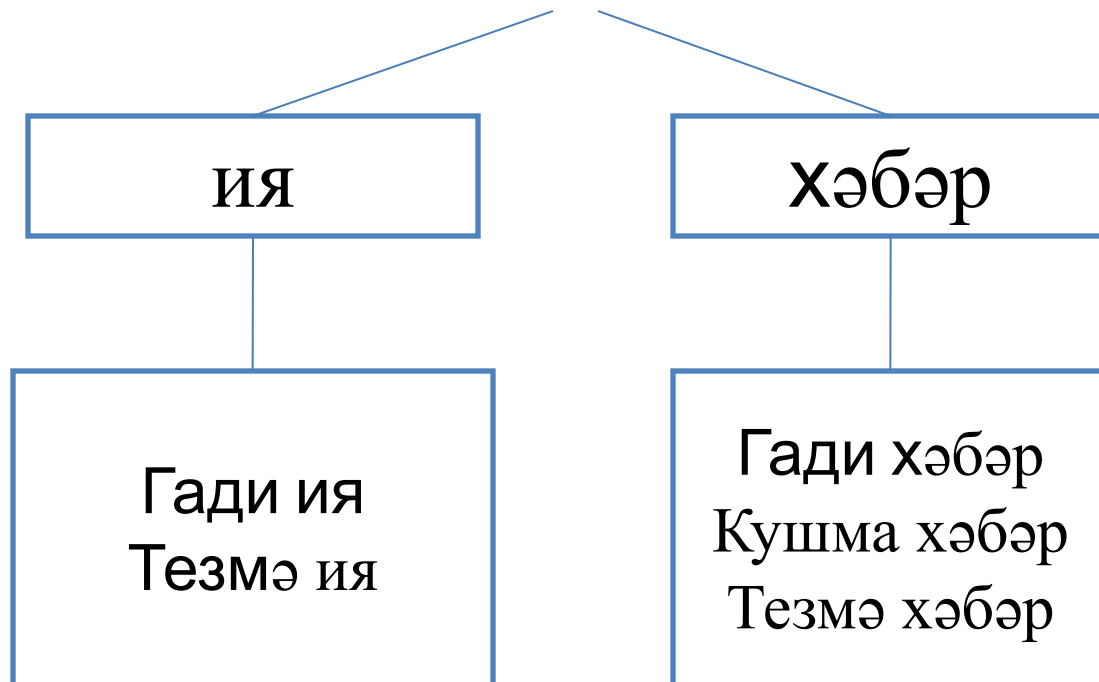 ия
хәбәр
Гади ия
Тезмә ия
Гади хәбәр
Кушма хәбәр
Тезмә хәбәр